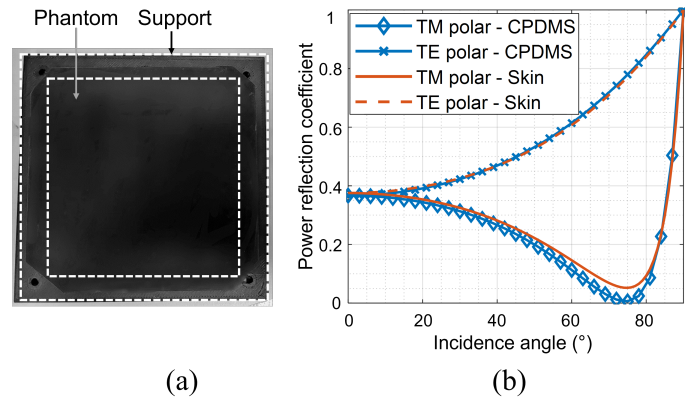 Phantom Support
(a)
Power reflection coefficient
1
0.8
0.6
0.4
0.2
0
TM polar - CPDMS
TE polar - CPDMS
TM polar - Skin
TE polar - Skin
0 20 40 60 80
Incidence angle (°)
(b)